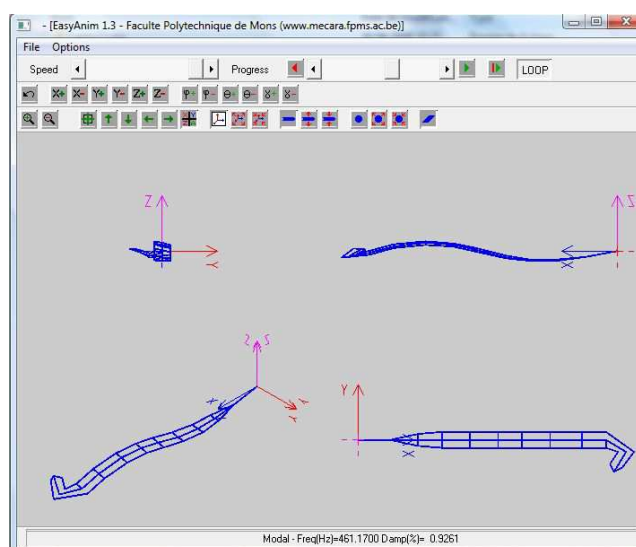 - [EasyAnim 1.3 - Faculte Polytechnique de Mons (www.mecara.fpms.ac.be)]
File Options
Speed Progress LOOP
X+ X- Y+ Y- Z+ Z- φ+ φ- θ+ θ- ɣ+ ɣ-
Z Y
Z X
Z X Y
Y X
Modal - Freq(Hz)=461.1700 Damp(%)= 0.9261